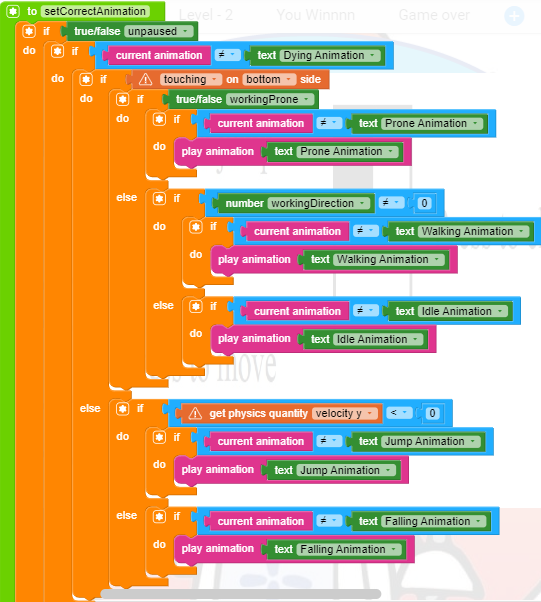 to setCorrectAnimation
Level - 2 You Winnnn Game over
if true/false unpaused
do if current animation ≠ text Dying Animation
do if touching on bottom side
do if true/false workingProne
do if current animation ≠ text Prone Animation
do play animation text Prone Animation
else if number workingDirection ≠ 0
do if current animation ≠ text Walking Animation
do play animation text Walking Animation
else if current animation ≠ text Idle Animation
do play animation text Idle Animation
to move
else if get physics quantity velocity y < 0
do if current animation ≠ text Jump Animation
do play animation text Jump Animation
else if current animation ≠ text Falling Animation
do play animation text Falling Animation